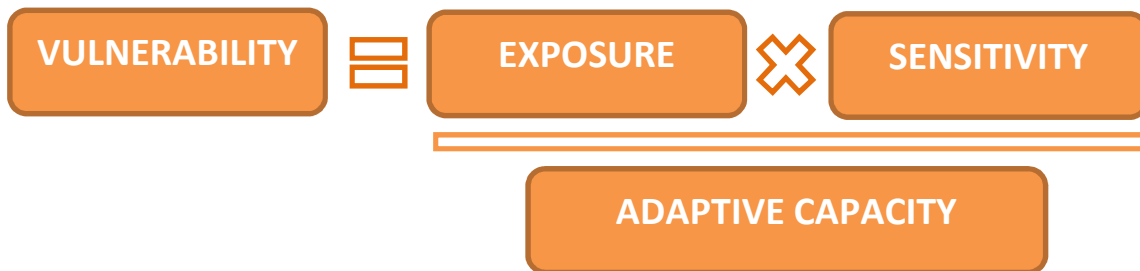 VULNERABILITY = EXPOSURE × SENSITIVITY
ADAPTIVE CAPACITY